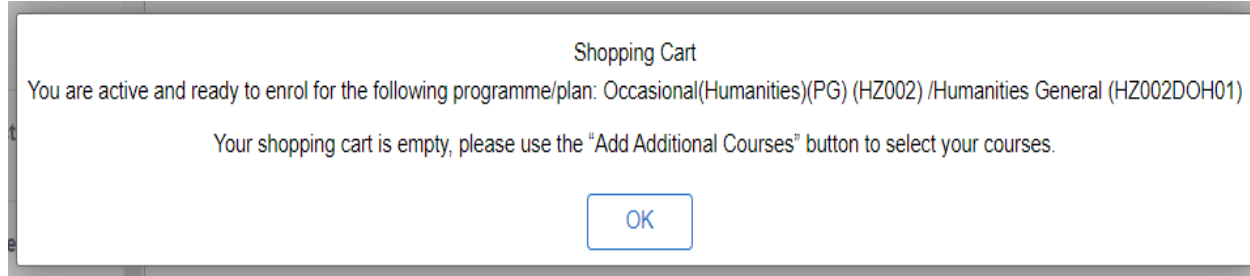 Shopping Cart
You are active and ready to enrol for the following programme/plan: Occasional(Humanities)(PG) (HZ002) /Humanities General (HZ002DOH01)
Your shopping cart is empty, please use the “Add Additional Courses” button to select your courses.
OK